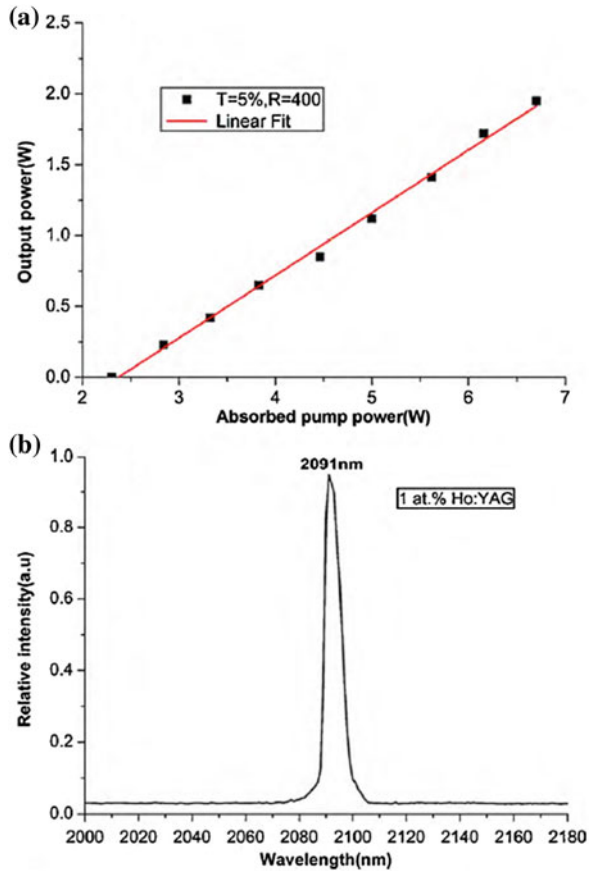 (a)
2.5
2.0
1.5
1.0
0.5
0.0
Output power(W)
T=5%,R=400
Linear Fit
2 3 4 5 6 7
Absorbed pump power(W)
(b)
1.0
0.8
0.6
0.4
0.2
0.0
Relative intensity(a.u)
2091nm
1 at.% Ho:YAG
2000 2020 2040 2060 2080 2100 2120 2140 2160 2180
Wavelength(nm)